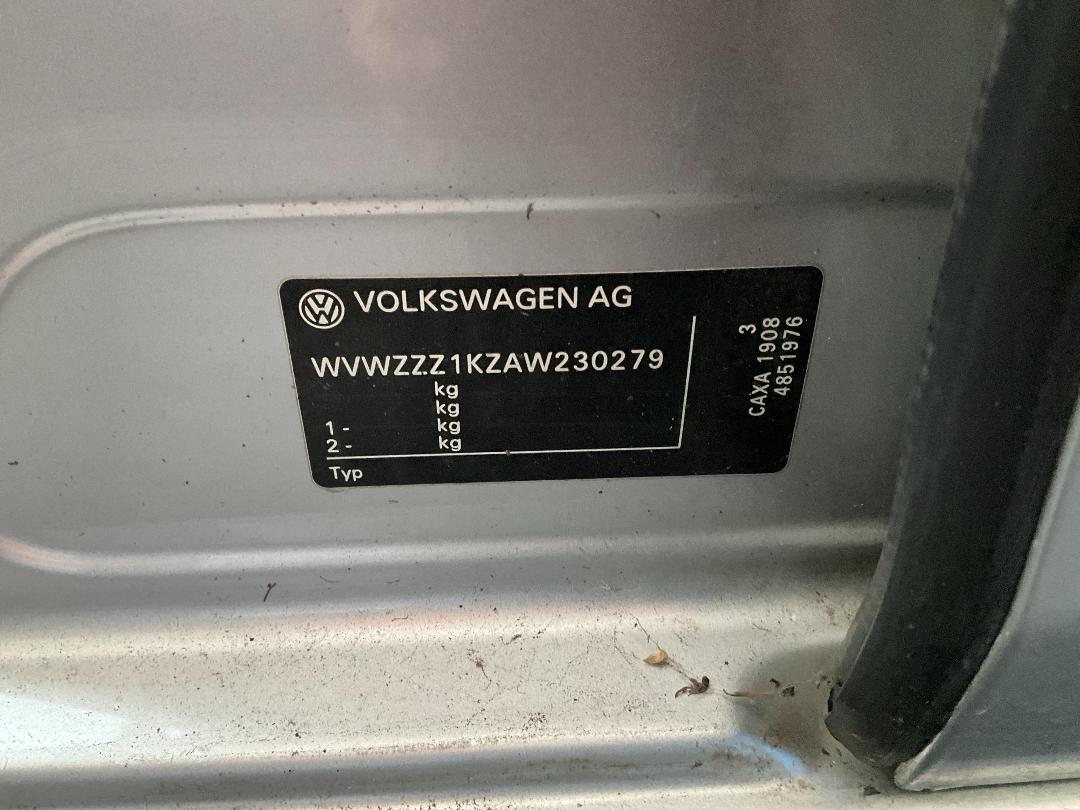 VOLKSWAGEN AG
WVWZZZ1KZAW230279
kg
kg
1 - kg
2 - kg
Typ
3
CAXA 1908
4851976